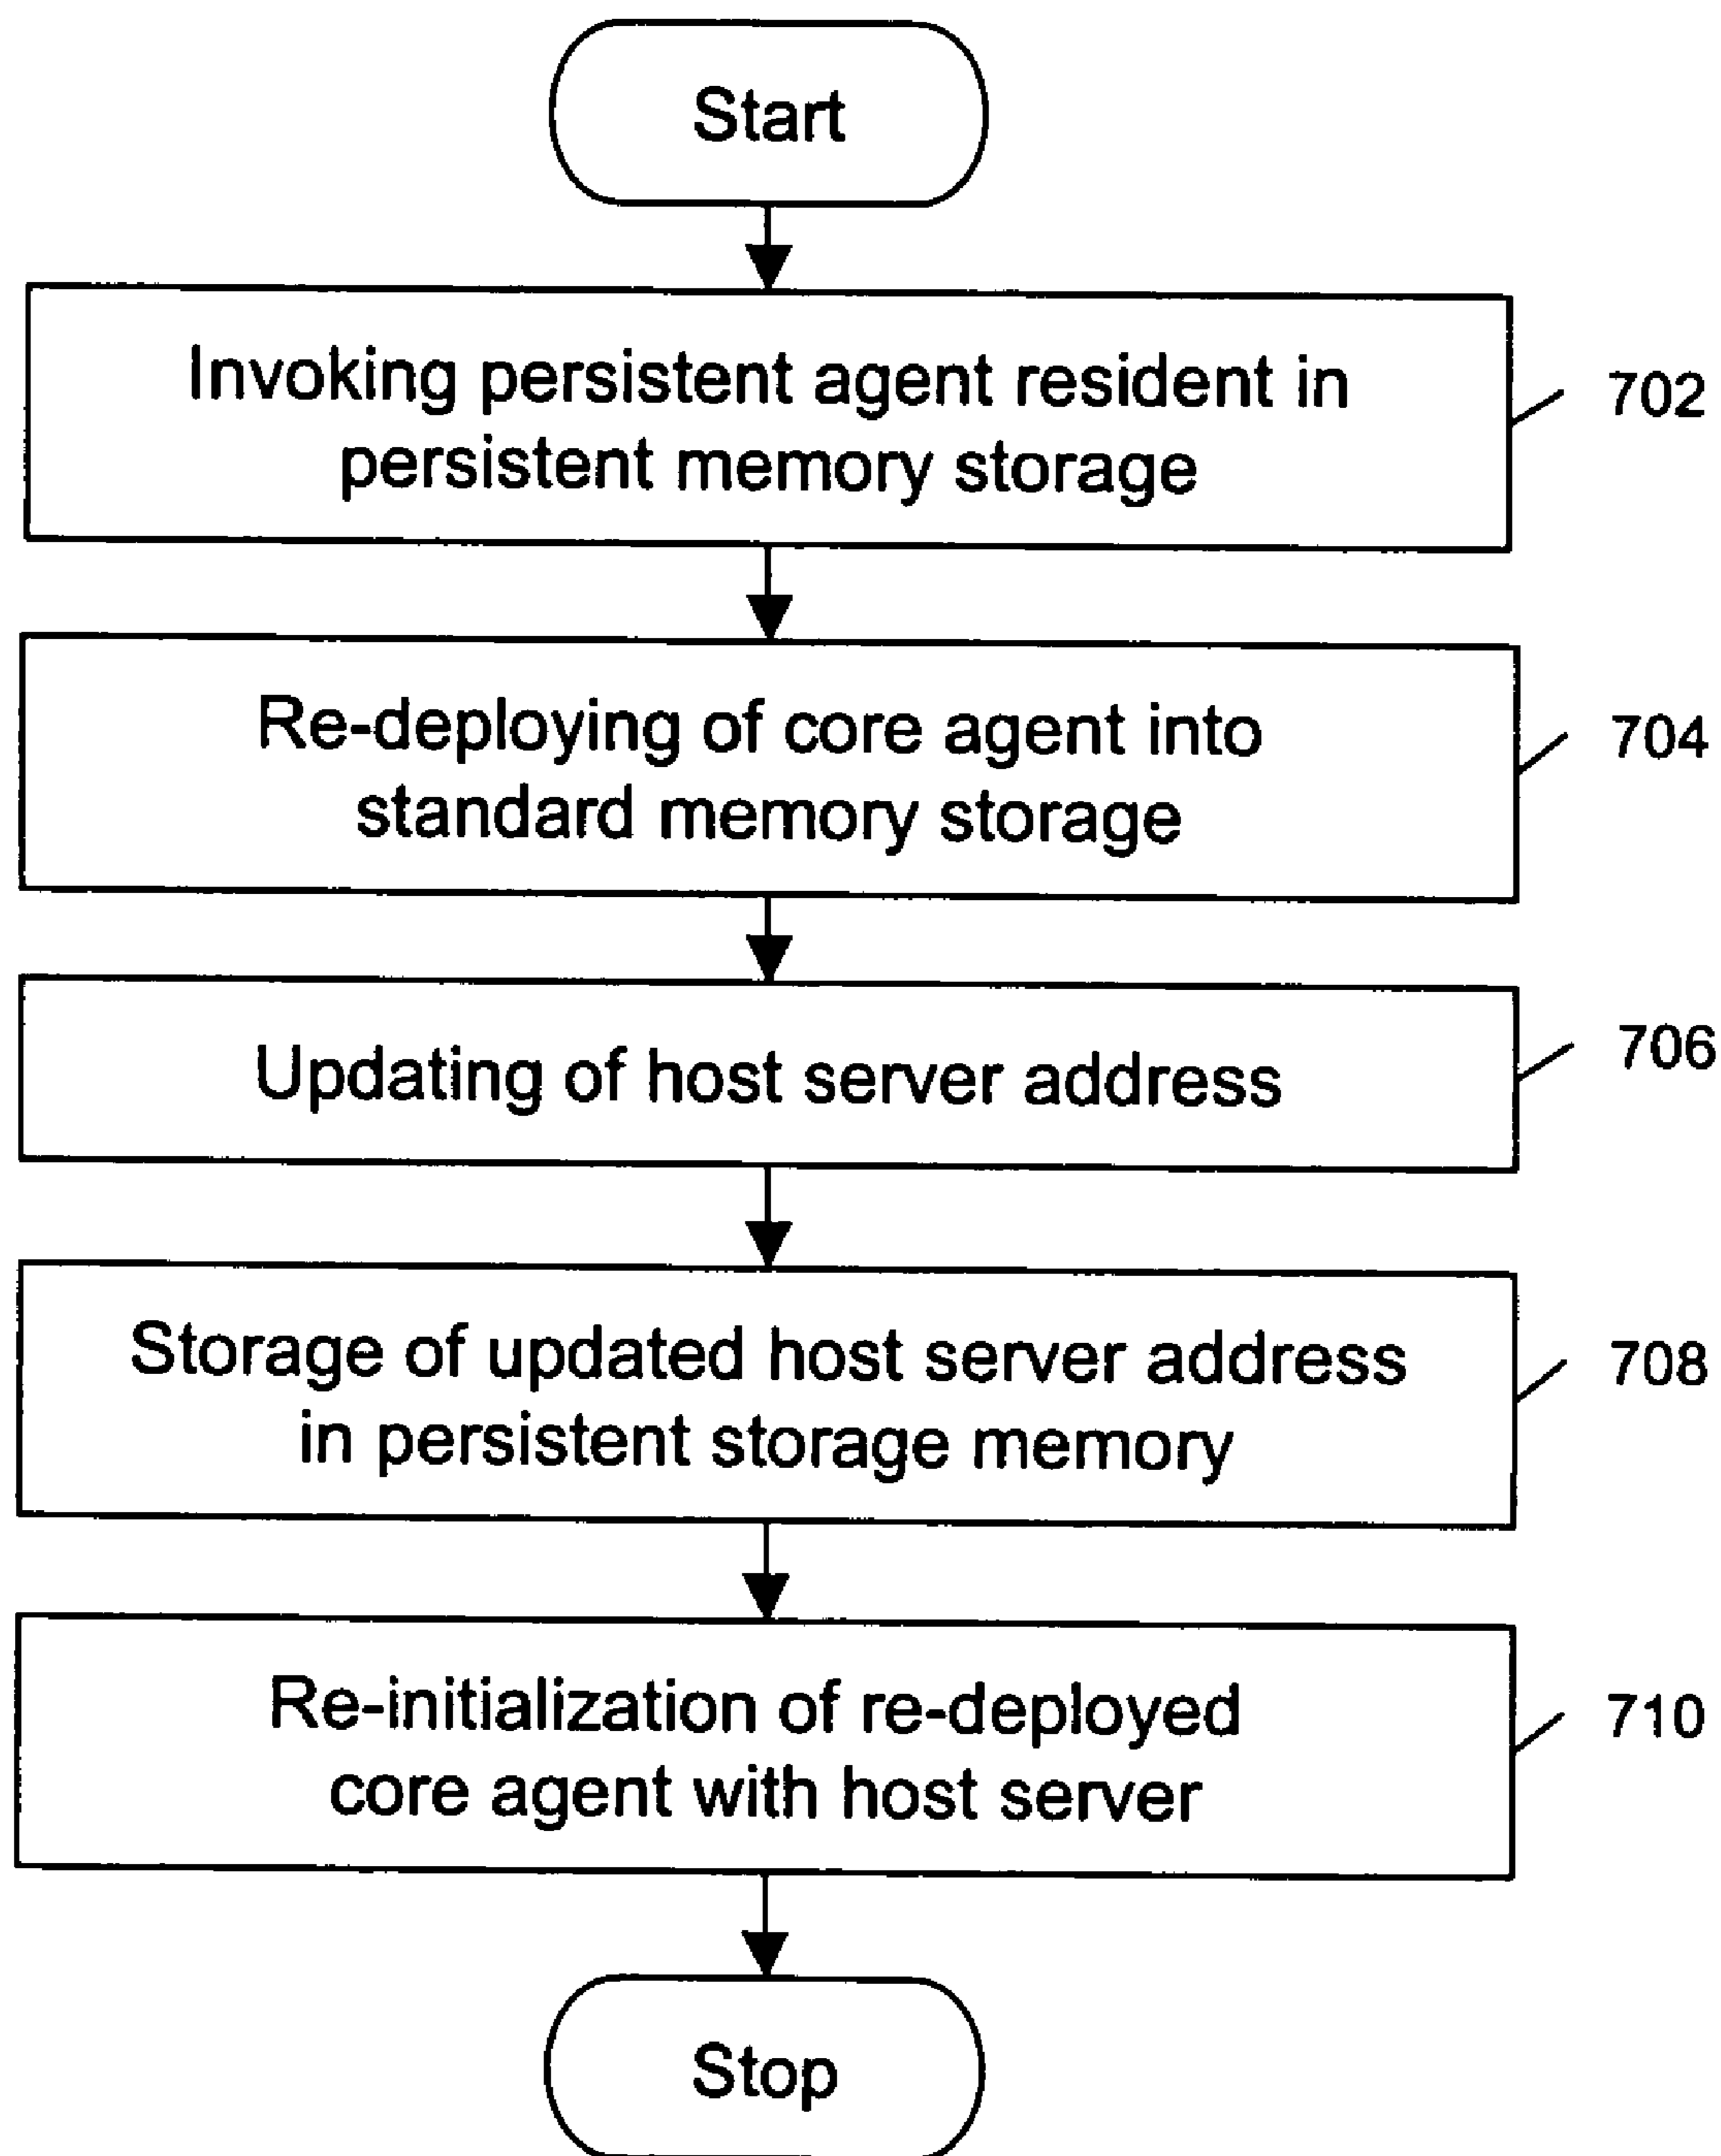 Start
Invoking persistent agent resident in
persistent memory storage
702
Re-deploying of core agent into
standard memory storage
704
Updating of host server address
706
Storage of updated host server address
in persistent storage memory
708
Re-initialization of re-deployed
core agent with host server
710
Stop